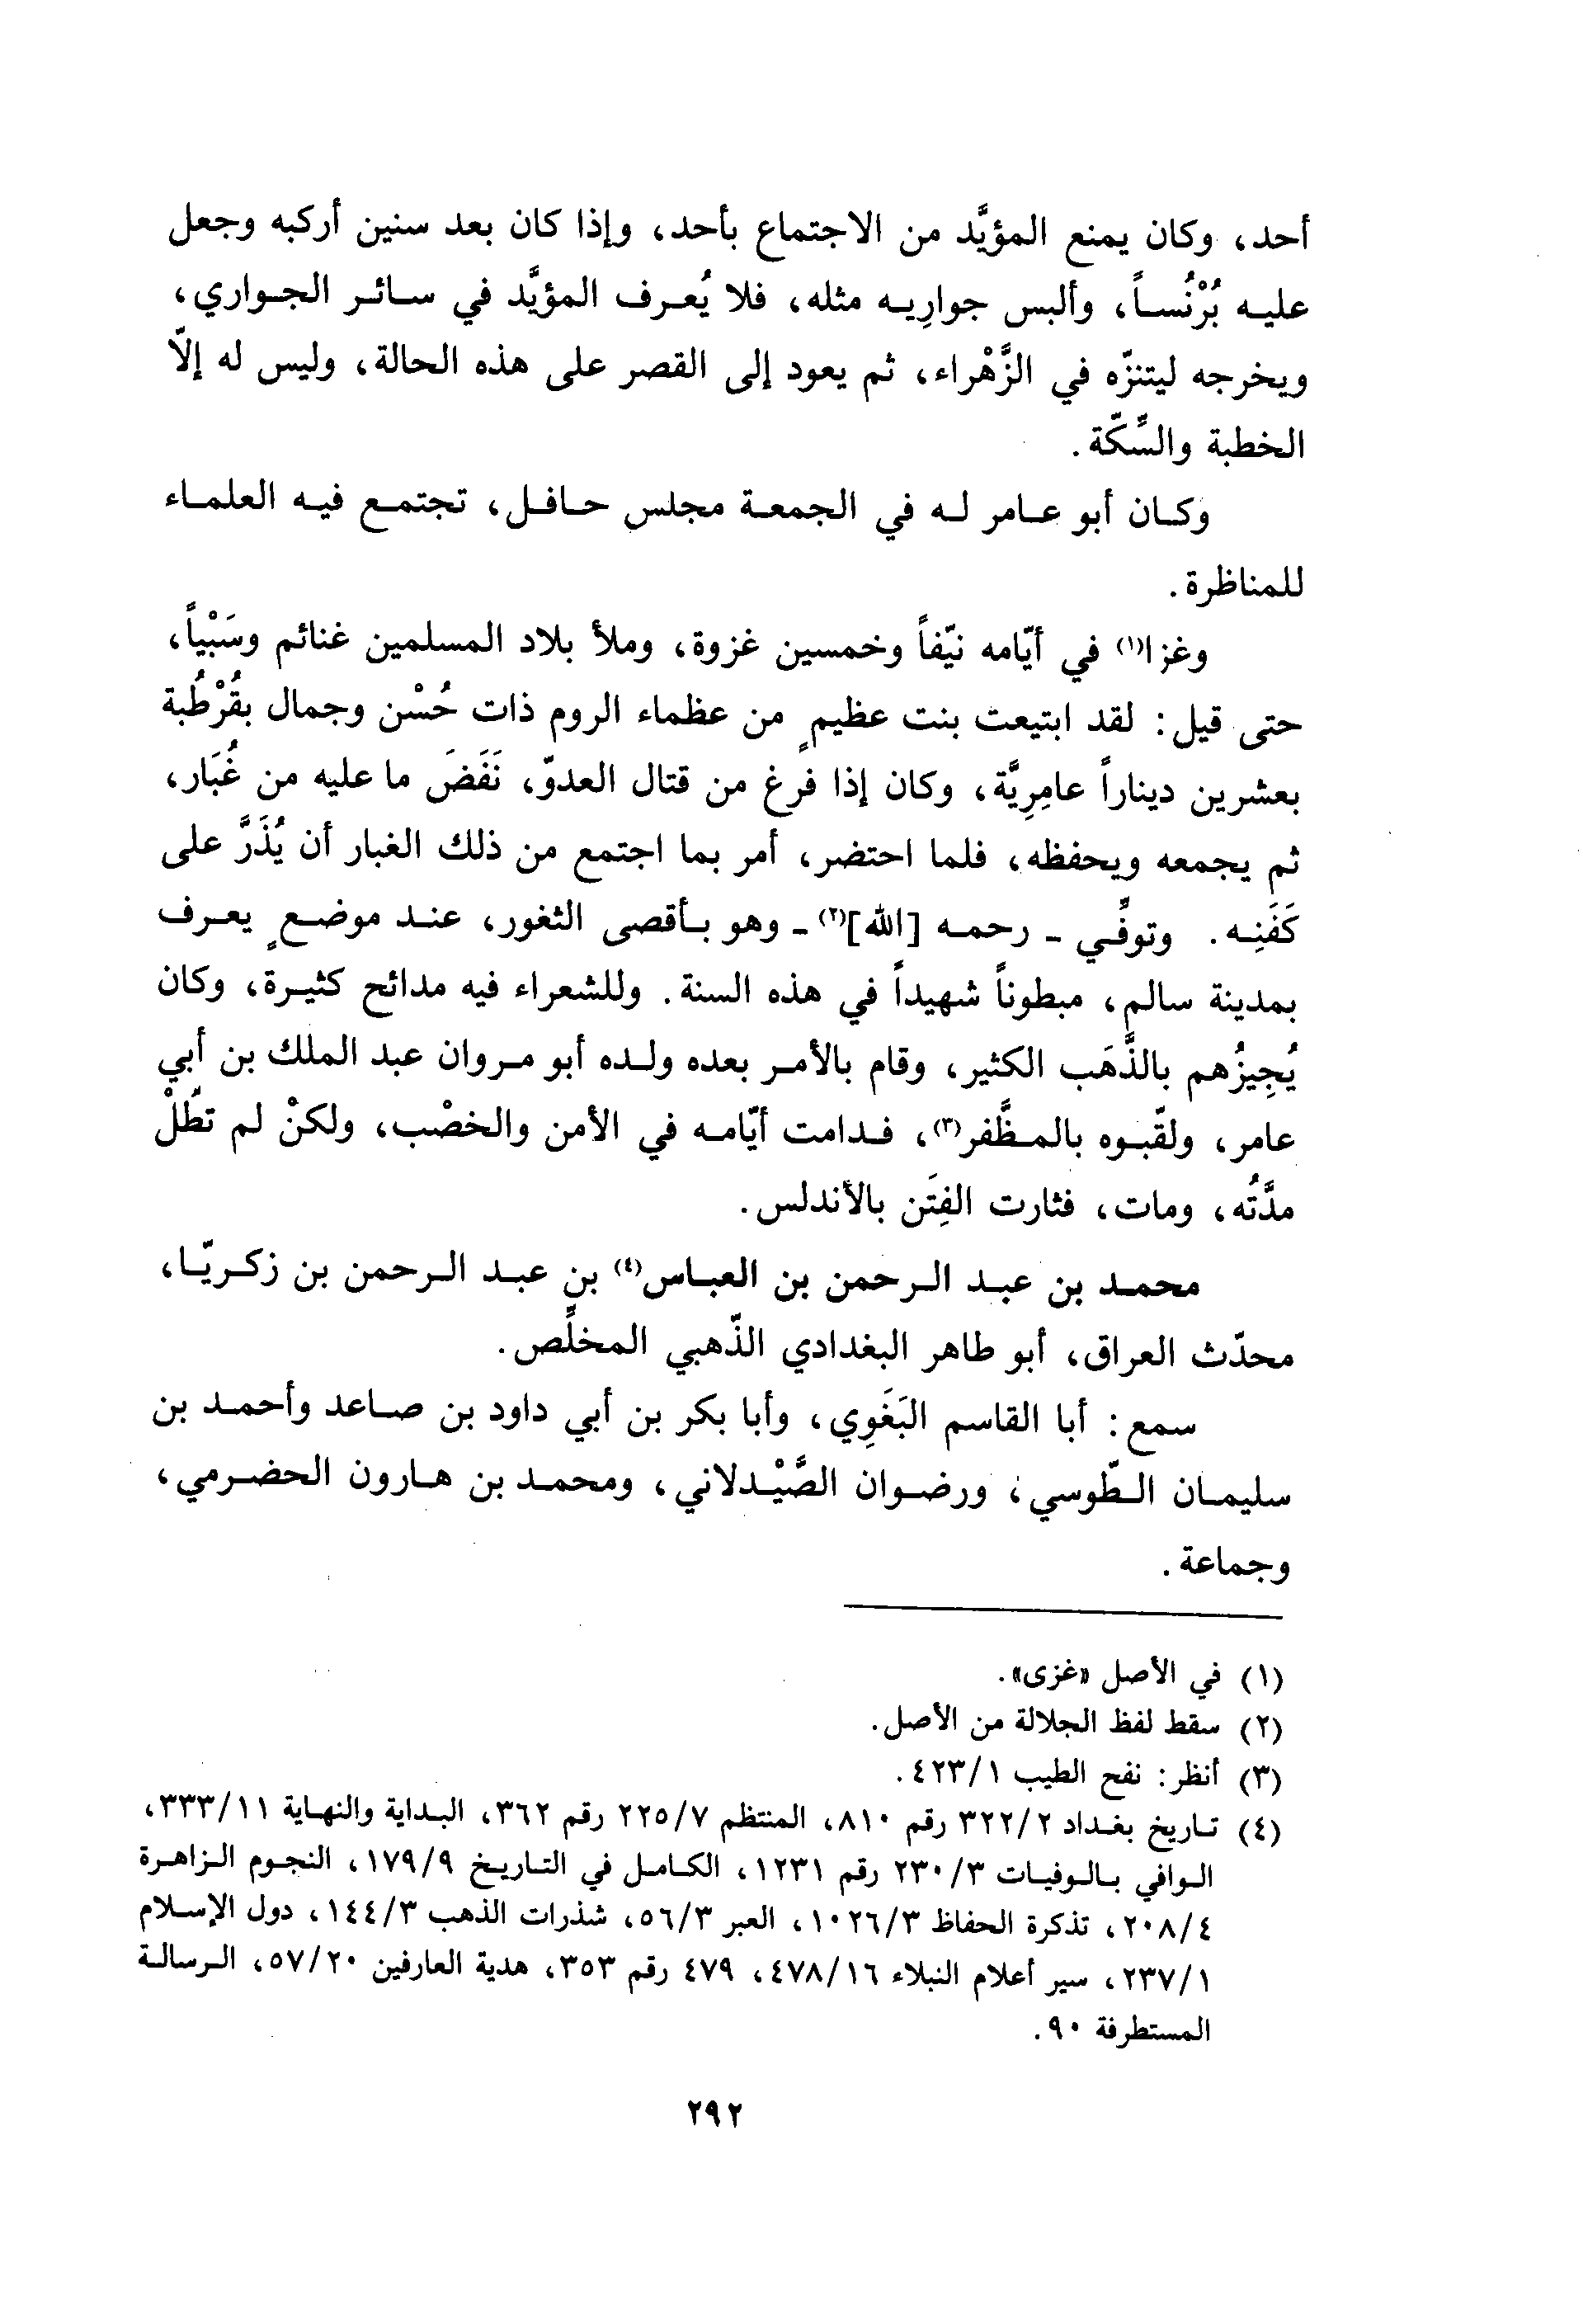 أحد، وكان يمنع المؤيَّد من الاجتماع بأحد، وإذا كان بعد سنين أركبه وجعل
عليه بُرْنُساً، وألبس جوارِيه مثله، فلا يُعرف المؤيَّد في سائر الجواري،
ويخرجه ليتنزّه في الزَّهْراء، ثم يعود إلى القصر على هذه الحالة، وليس له إلّا
الخطبة والسِّكّة.
وكان أبو عامر له في الجمعة مجلس حافل، تجتمع فيه العلماء
للمناظرة.
وغزا(١) في أيّامه نيّفاً وخمسين غزوة، وملأ بلاد المسلمين غنائم وسَبْياً،
حتى قيل: لقد ابتيعت بنت عظيمٍ من عظماء الروم ذات حُسْن وجمال بقُرْطُبة
بعشرين ديناراً عامِرِيَّة، وكان إذا فرغ من قتال العدوّ، نَفَضَ ما عليه من غُبَار،
ثم يجمعه ويحفظه، فلما احتضر، أمر بما اجتمع من ذلك الغبار أن يُذَرَّ على
كَفَنِه. وتوفِّي - رحمه [الله](٢) - وهو بأقصى الثغور، عند موضعٍ يعرف
بمدينة سالم، مبطوناً شهيداً في هذه السنة. وللشعراء فيه مدائح كثيرة، وكان
يُجِيزُهم بالذَّهَب الكثير، وقام بالأمر بعده ولده أبو مروان عبد الملك بن أبي
عامر، ولقّبوه بالمظَّفر(٣)، فدامت أيّامه في الأمن والخصْب، ولكنْ لم تطُلْ
مدَّتُه، ومات، فثارت الفِتَن بالأندلس.
محمد بن عبد الرحمن بن العباس(٤) بن عبد الرحمن بن زكريّا،
محدّث العراق، أبو طاهر البغدادي الذّهبي المخلِّص.
سمع: أبا القاسم البَغَوِي، وأبا بكر بن أبي داود بن صاعد وأحمد بن
سليمان الطّوسي، ورضوان الصَّيْدلاني، ومحمد بن هارون الحضرمي،
وجماعة.
(١) في الأصل «غزى».
(٢) سقط لفظ الجلالة من الأصل.
(٣) أنظر: نفح الطيب ٤٢٣/١.
(٤) تاريخ بغداد ٣٢٢/٢ رقم ٨١٠، المنتظم ٢٢٥/٧ رقم ٣٦٢، البداية والنهاية ٣٣٣/١١،
الوافي بالوفيات ٢٣٠/٣ رقم ١٢٣١، الكامل في التاريخ ١٧٩/٩، النجوم الزاهرة
٢٠٨/٤، تذكرة الحفاظ ١٠٢٦/٣، العبر ٥٦/٣، شذرات الذهب ١٤٤/٣، دول الإسلام
٢٣٧/١، سير أعلام النبلاء ٤٧٨/١٦، ٤٧٩ رقم ٣٥٣، هدية العارفين ٥٧/٢٠، الرسالة
المستطرفة ٩٠.
٢٩٢